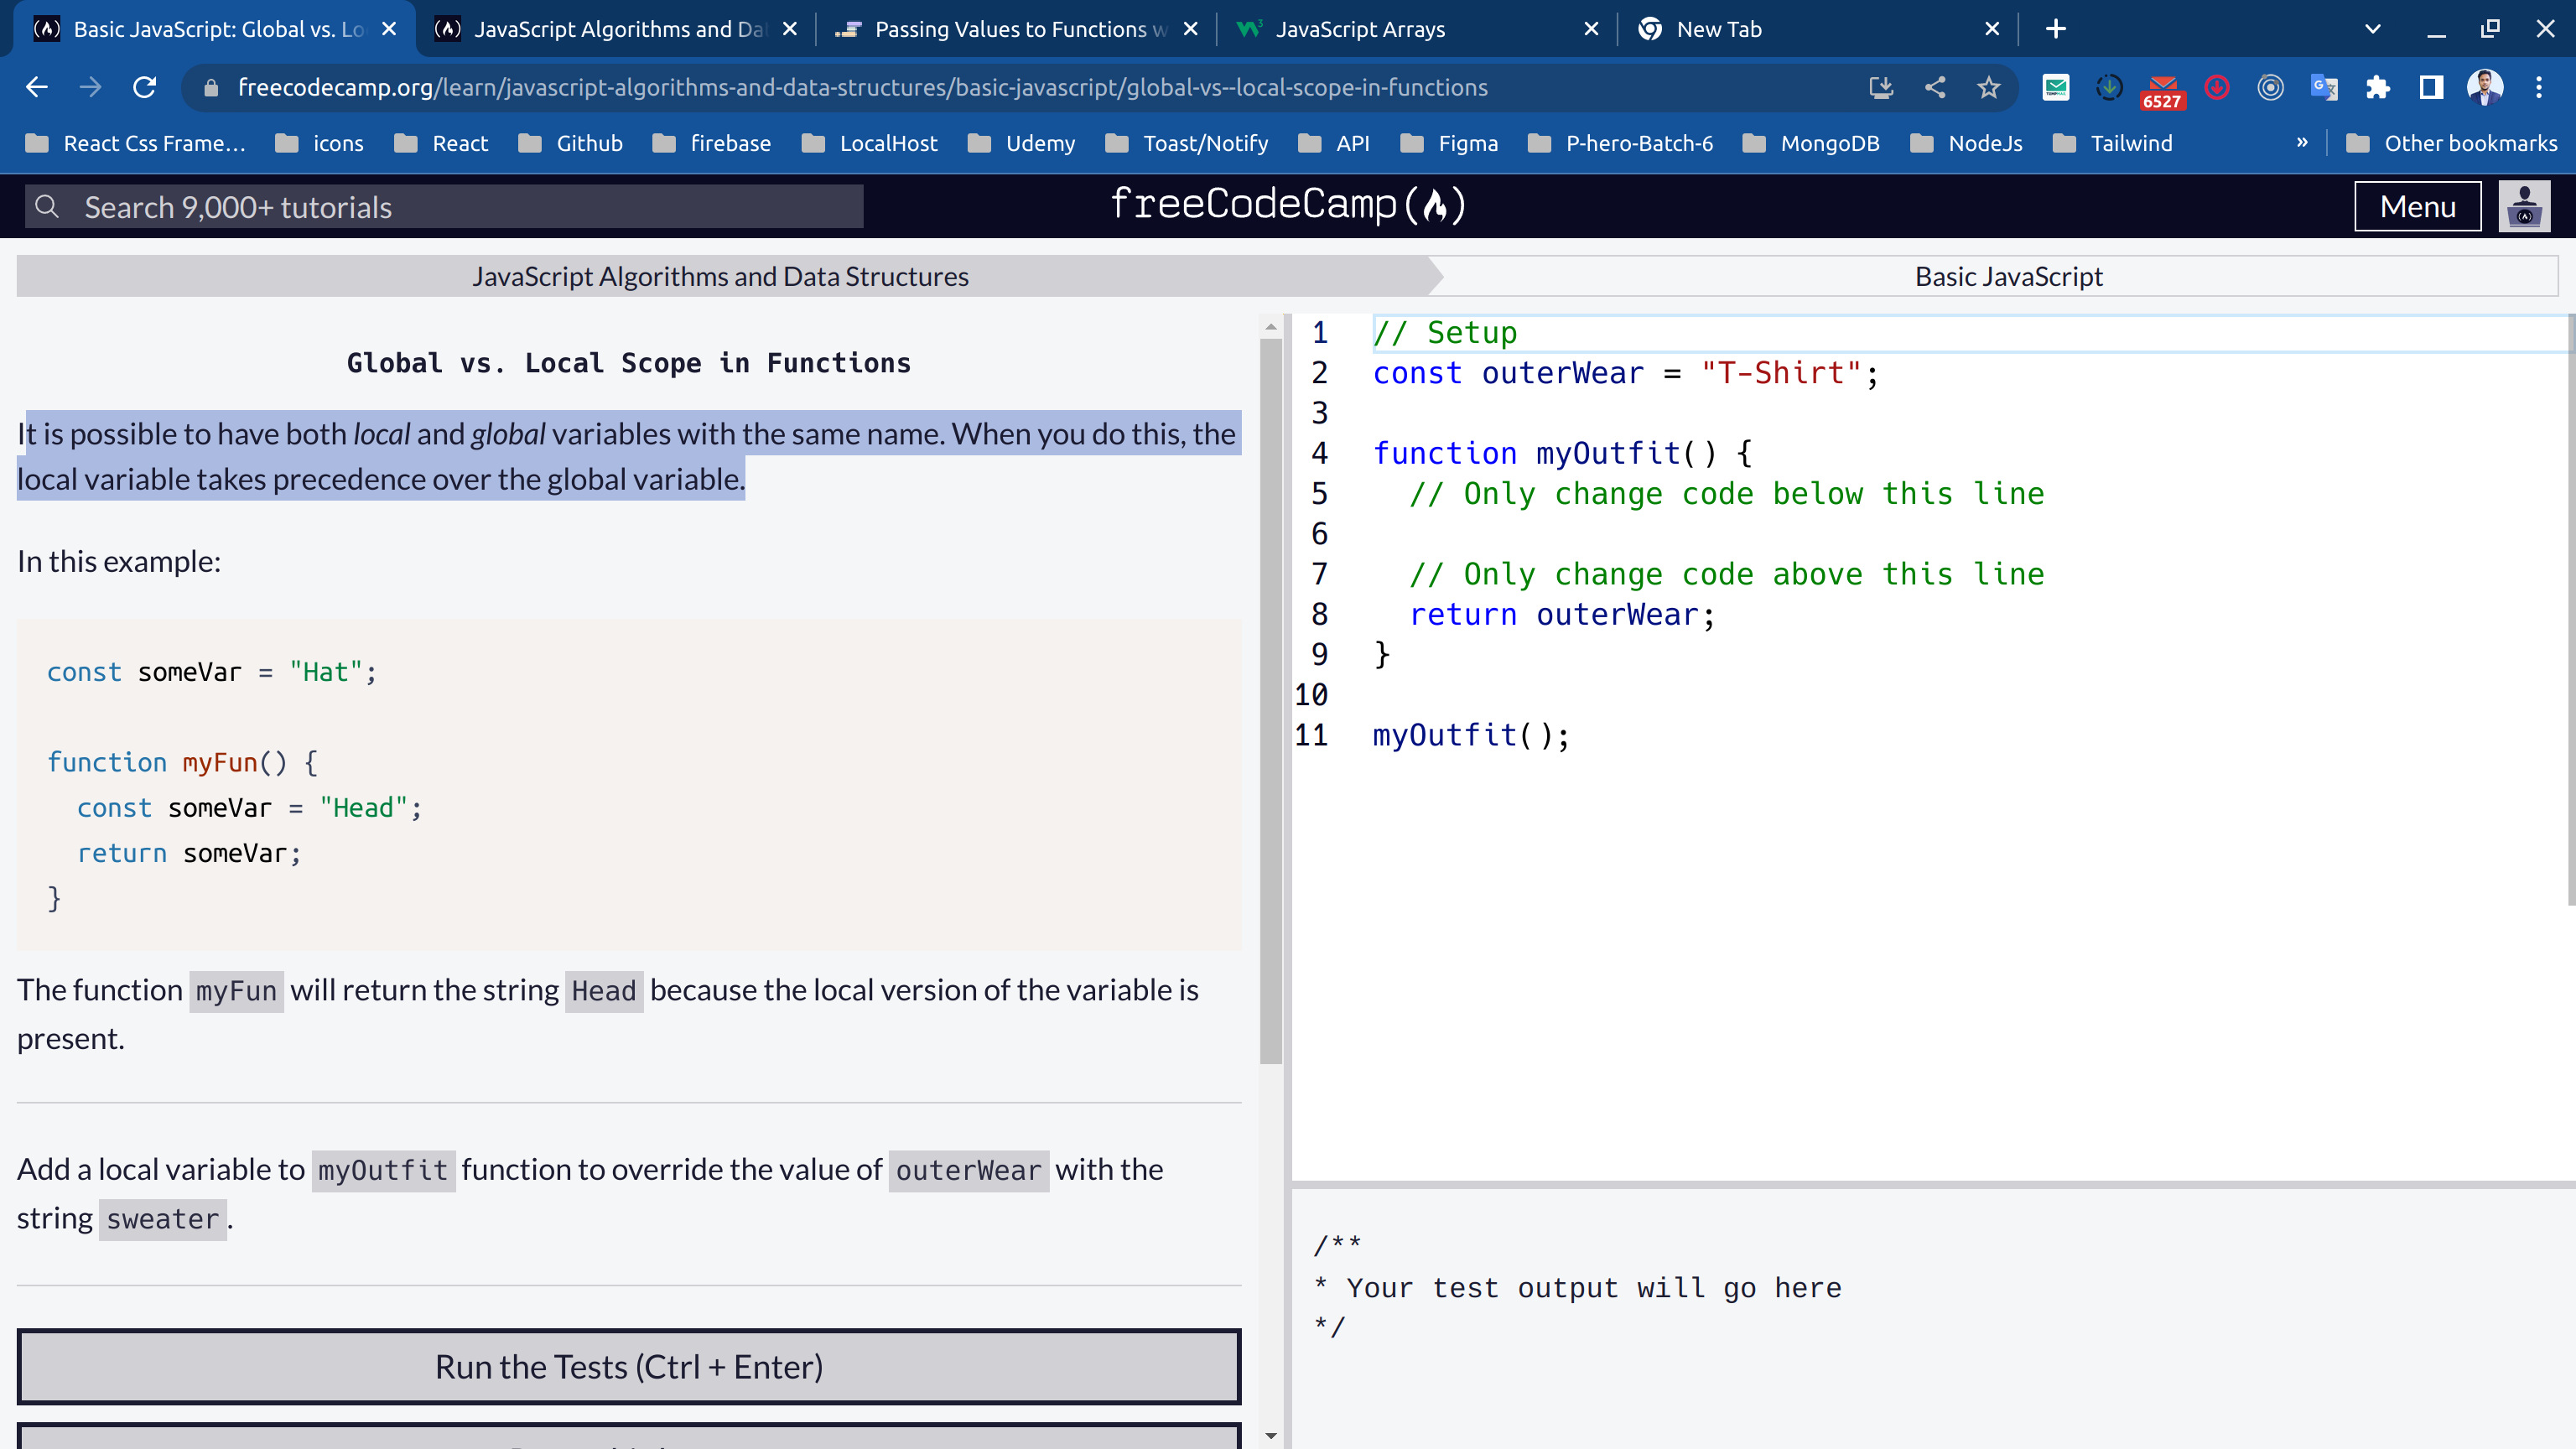 Basic JavaScript: Global vs. Lo
JavaScript Algorithms and Da
Passing Values to Functions w
JavaScript Arrays
New Tab
freecodecamp.org/learn/javascript-algorithms-and-data-structures/basic-javascript/global-vs--local-scope-in-functions
6527
React Css Frame...
icons
React
Github
firebase
LocalHost
Udemy
Toast/Notify
API
Figma
P-hero-Batch-6
MongoDB
NodeJs
Tailwind
»
Other bookmarks
Search 9,000+ tutorials
freeCodeCamp
Menu
JavaScript Algorithms and Data Structures
Basic JavaScript
Global vs. Local Scope in Functions
It is possible to have both local and global variables with the same name. When you do this, the
local variable takes precedence over the global variable.
In this example:
const someVar = "Hat";
function myFun() {
const someVar = "Head";
return someVar;
}
The function myFun will return the string Head because the local version of the variable is
present.
Add a local variable to myOutfit function to override the value of outerWear with the
string sweater.
Run the Tests (Ctrl + Enter)
1 // Setup
2 const outerWear = "T-Shirt";
3
4 function myOutfit() {
5 // Only change code below this line
6
7 // Only change code above this line
8 return outerWear;
9 }
10
11 myOutfit();
/**
* Your test output will go here
*/